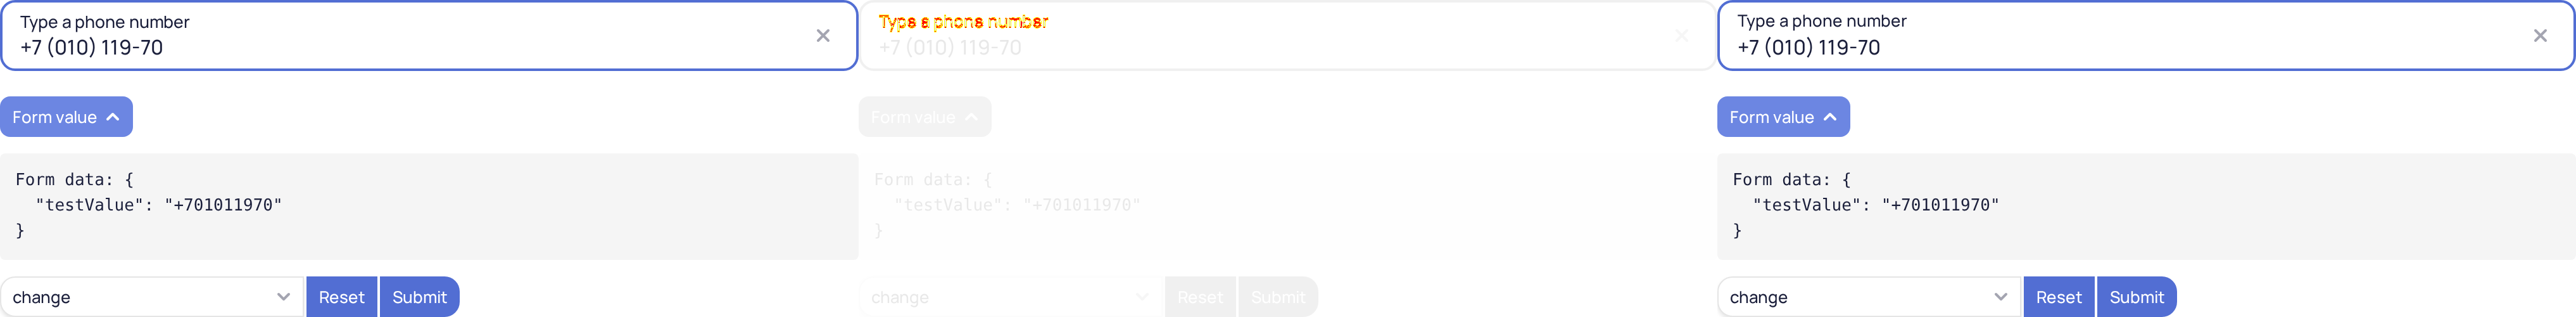 Type a phone number
+7 (010) 119-70
Form value
Form data: {
"testValue": "+701011970"
}
change
Reset
Submit
Type a phone number
+7 (010) 119-70
Form value
Form data: {
"testValue": "+701011970"
}
change
Reset
Submit
Type a phone number
+7 (010) 119-70
Form value
Form data: {
"testValue": "+701011970"
}
change
Reset
Submit